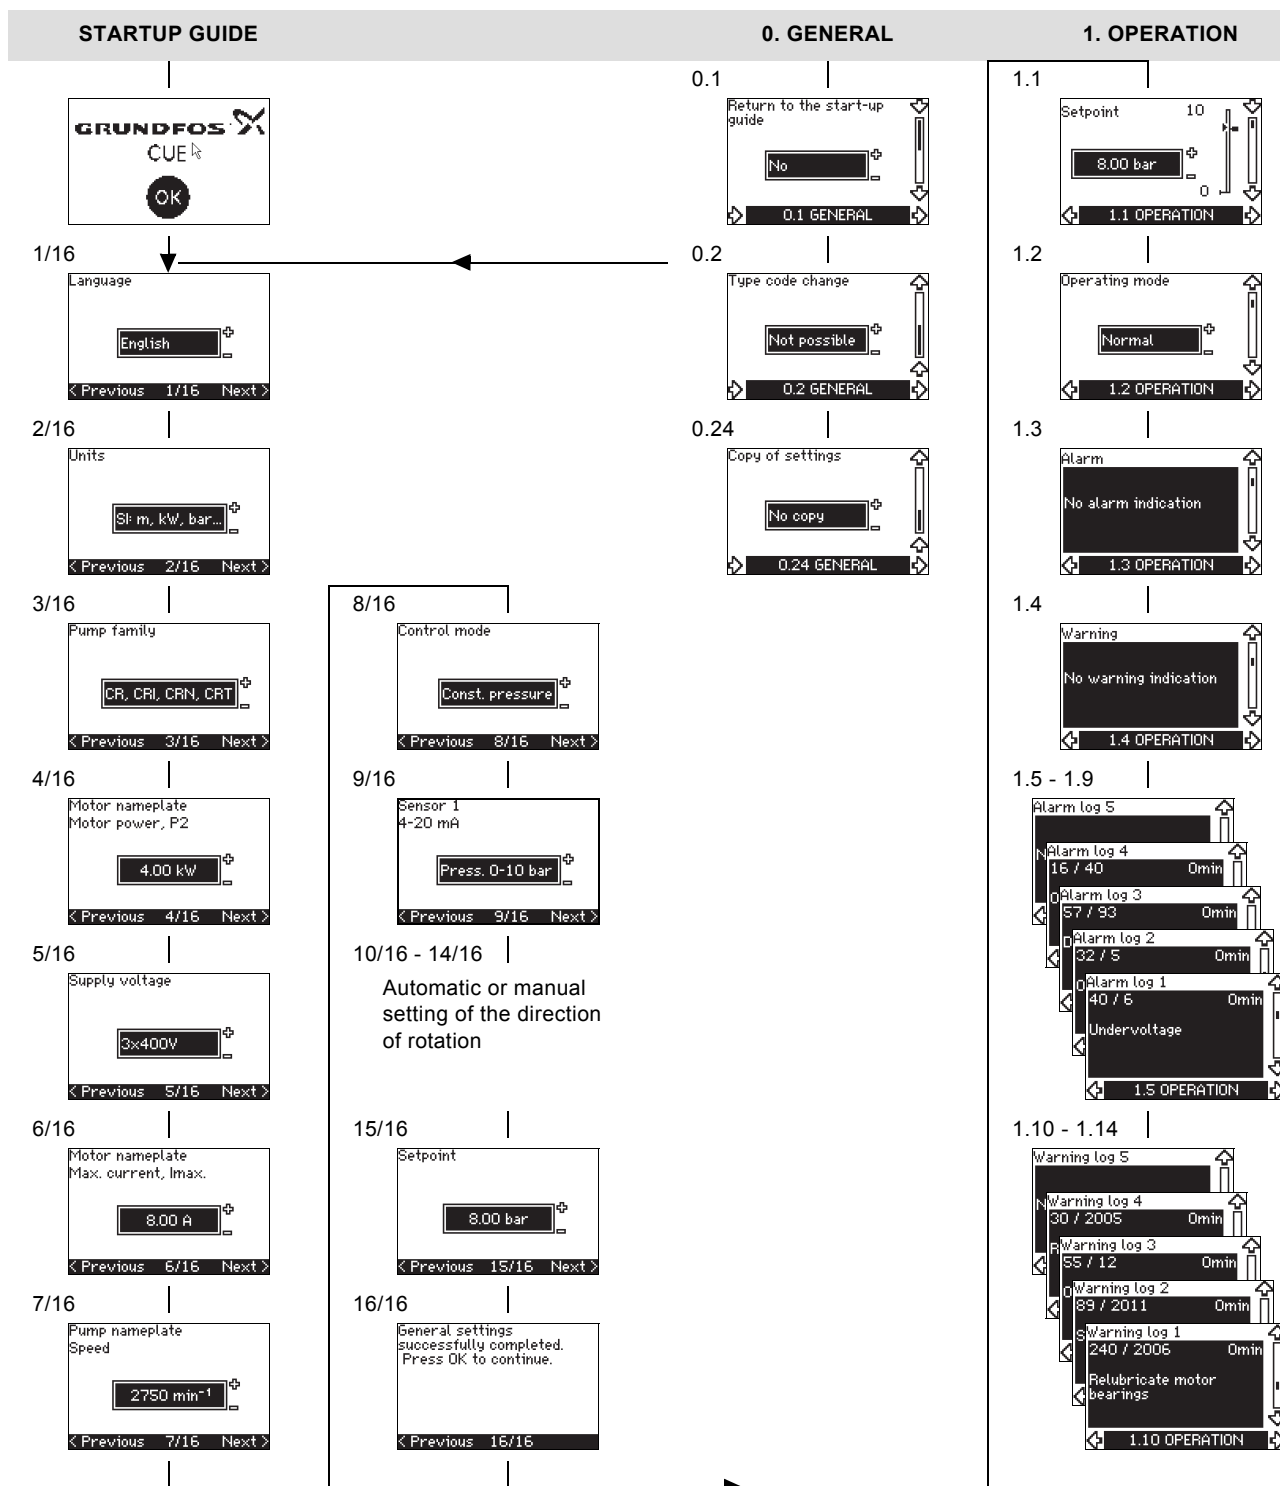 STARTUP GUIDE
GRUNDFOS
CUE
OK
1/16
Language
English
< Previous 1/16 Next >
2/16
Units
SI: m, kW, bar...
< Previous 2/16 Next >
3/16
Pump family
CR, CRI, CRN, CRT
< Previous 3/16 Next >
4/16
Motor nameplate
Motor power, P2
4.00 kW
< Previous 4/16 Next >
5/16
Supply voltage
3x400V
< Previous 5/16 Next >
6/16
Motor nameplate
Max. current, Imax.
8.00 A
< Previous 6/16 Next >
7/16
Pump nameplate
Speed
2750 min⁻¹
< Previous 7/16 Next >
8/16
Control mode
Const. pressure
< Previous 8/16 Next >
9/16
Sensor 1
4-20 mA
Press. 0-10 bar
< Previous 9/16 Next >
10/16 - 14/16
Automatic or manual
setting of the direction
of rotation
15/16
Setpoint
8.00 bar
< Previous 15/16 Next >
16/16
General settings
successfully completed.
Press OK to continue.
< Previous 16/16
0. GENERAL
0.1
Return to the start-up
guide
No
0.1 GENERAL
0.2
Type code change
Not possible
0.2 GENERAL
0.24
Copy of settings
No copy
0.24 GENERAL
1. OPERATION
1.1
Setpoint 10
8.00 bar
0
1.1 OPERATION
1.2
Operating mode
Normal
1.2 OPERATION
1.3
Alarm
No alarm indication
1.3 OPERATION
1.4
Warning
No warning indication
1.4 OPERATION
1.5 - 1.9
Alarm log 5
N
Alarm log 4
16 / 40 0min
0
Alarm log 3
57 / 93 0min
Alarm log 2
32 / 5 0min
Alarm log 1
40 / 6 0min
Undervoltage
1.5 OPERATION
1.10 - 1.14
Warning log 5
N
Warning log 4
30 / 2005 0min
Warning log 3
55 / 12 0min
Warning log 2
89 / 2011 0min
S
Warning log 1
240 / 2006 0min
Relubricate motor
bearings
1.10 OPERATION